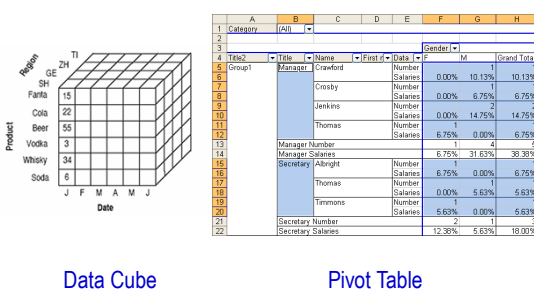 TI
ZH
GE
SH
Region
Product
Fanta 15
Cola 22
Beer 55
Vodka 3
Whisky 34
Soda 6
J F M A M J
Date
A B C D E F G H
1 Category (All)
2
3 Gender
4 Title2 Title Name First n Data F M Grand Tota
5 Group1 Manager Crawford Number 1 1
6 Salaries 0.00% 10.13% 10.13%
7 Crosby Number 1 1
8 Salaries 0.00% 6.75% 6.75%
9 Jenkins Number 2 2
10 Salaries 0.00% 14.75% 14.75%
11 Thomas Number 1 1
12 Salaries 6.75% 0.00% 6.75%
13 Manager Number 1 4 5
14 Manager Salaries 6.75% 31.63% 38.38%
15 Secretary Albright Number 1 1
16 Salaries 6.75% 0.00% 6.75%
17 Thomas Number 1 1
18 Salaries 0.00% 5.63% 5.63%
19 Timmons Number 1 1
20 Salaries 5.63% 0.00% 5.63%
21 Secretary Number 2 1 3
22 Secretary Salaries 12.38% 5.63% 18.00%
Data Cube
Pivot Table